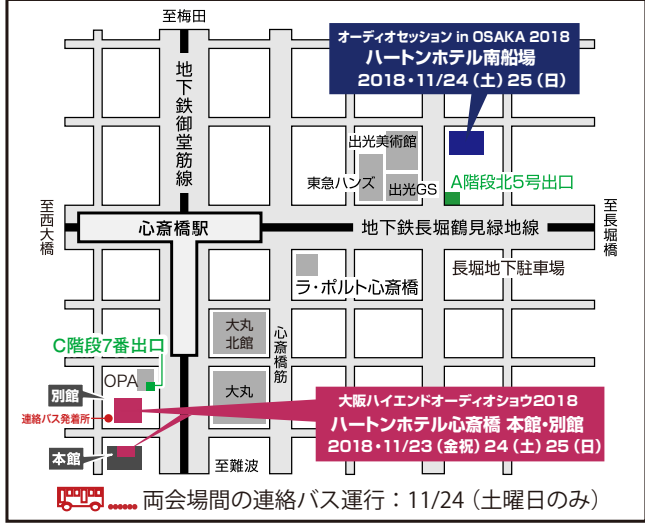 至梅田
オーディオセッション in OSAKA 2018
ハートンホテル南船場
2018・11/24（土）25（日）
地下鉄御堂筋線
出光美術館
東急ハンズ
出光GS
A階段北5号出口
至西大橋
心斎橋駅
地下鉄長堀鶴見緑地線
至長堀橋
長堀地下駐車場
ラ・ポルト心斎橋
大丸
北館
心斎橋筋
C階段7番出口
OPA
大丸
別館
連絡バス発着所
大阪ハイエンドオーディオショウ2018
ハートンホテル心斎橋 本館・別館
2018・11/23（金祝）24（土）25（日）
本館
至難波
......両会場間の連絡バス運行：11/24（土曜日のみ）